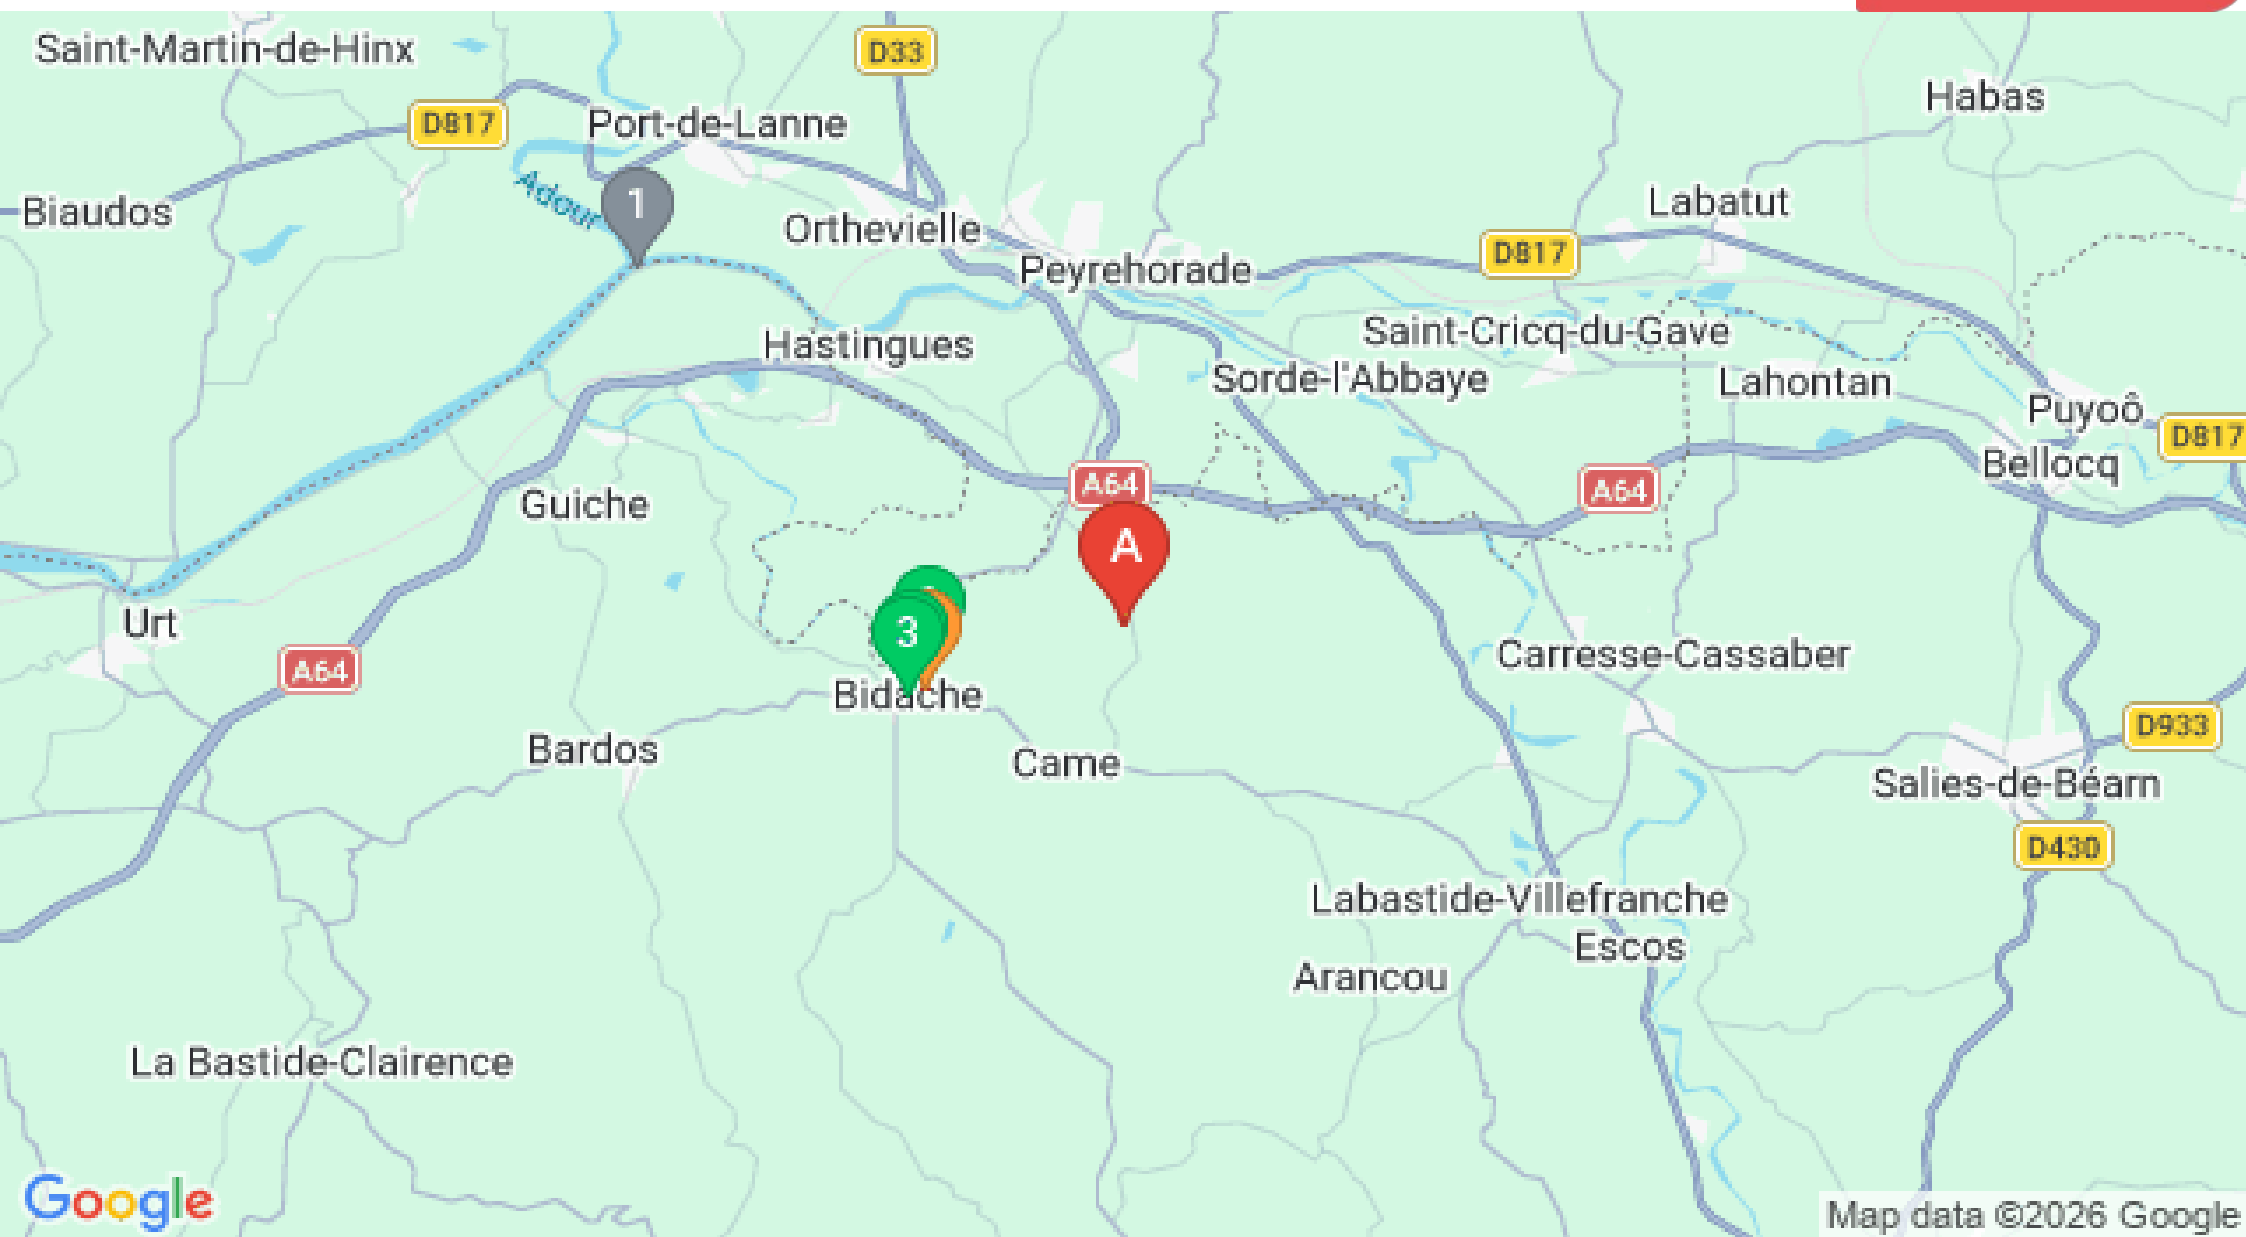 Saint-Martin-de-Hinx
D33
Habas
D817
Port-de-Lanne
Adour
1
Biaudos
Labatut
Orthevielle
D817
Peyrehorade
Saint-Cricq-du-Gave
Hastingues
Sorde-l'Abbaye
Lahontan
Puyoô
D817
Bellocq
A64
A64
Guiche
A
Urt
3
Carresse-Cassaber
A64
Bidache
D933
Bardos
Came
Salies-de-Béarn
D430
Labastide-Villefranche
Escos
Arancou
La Bastide-Clairence
Google
Map data ©2026 Google